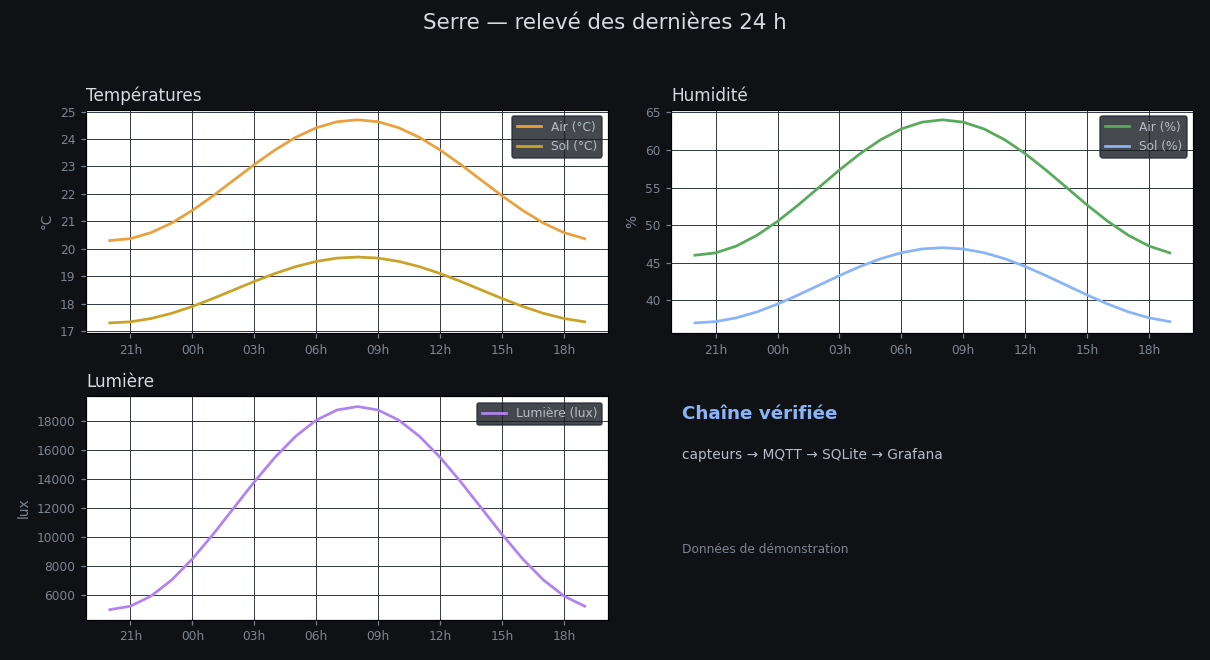 Serre — relevé des dernières 24 h
Températures
25
24
23
22
21
20
19
18
17
°C
Air (°C)
Sol (°C)
21h 00h 03h 06h 09h 12h 15h 18h
Humidité
65
60
55
50
45
40
%
Air (%)
Sol (%)
21h 00h 03h 06h 09h 12h 15h 18h
Lumière
18000
16000
14000
12000
10000
8000
6000
lux
Lumière (lux)
21h 00h 03h 06h 09h 12h 15h 18h
Chaîne vérifiée
capteurs → MQTT → SQLite → Grafana
Données de démonstration